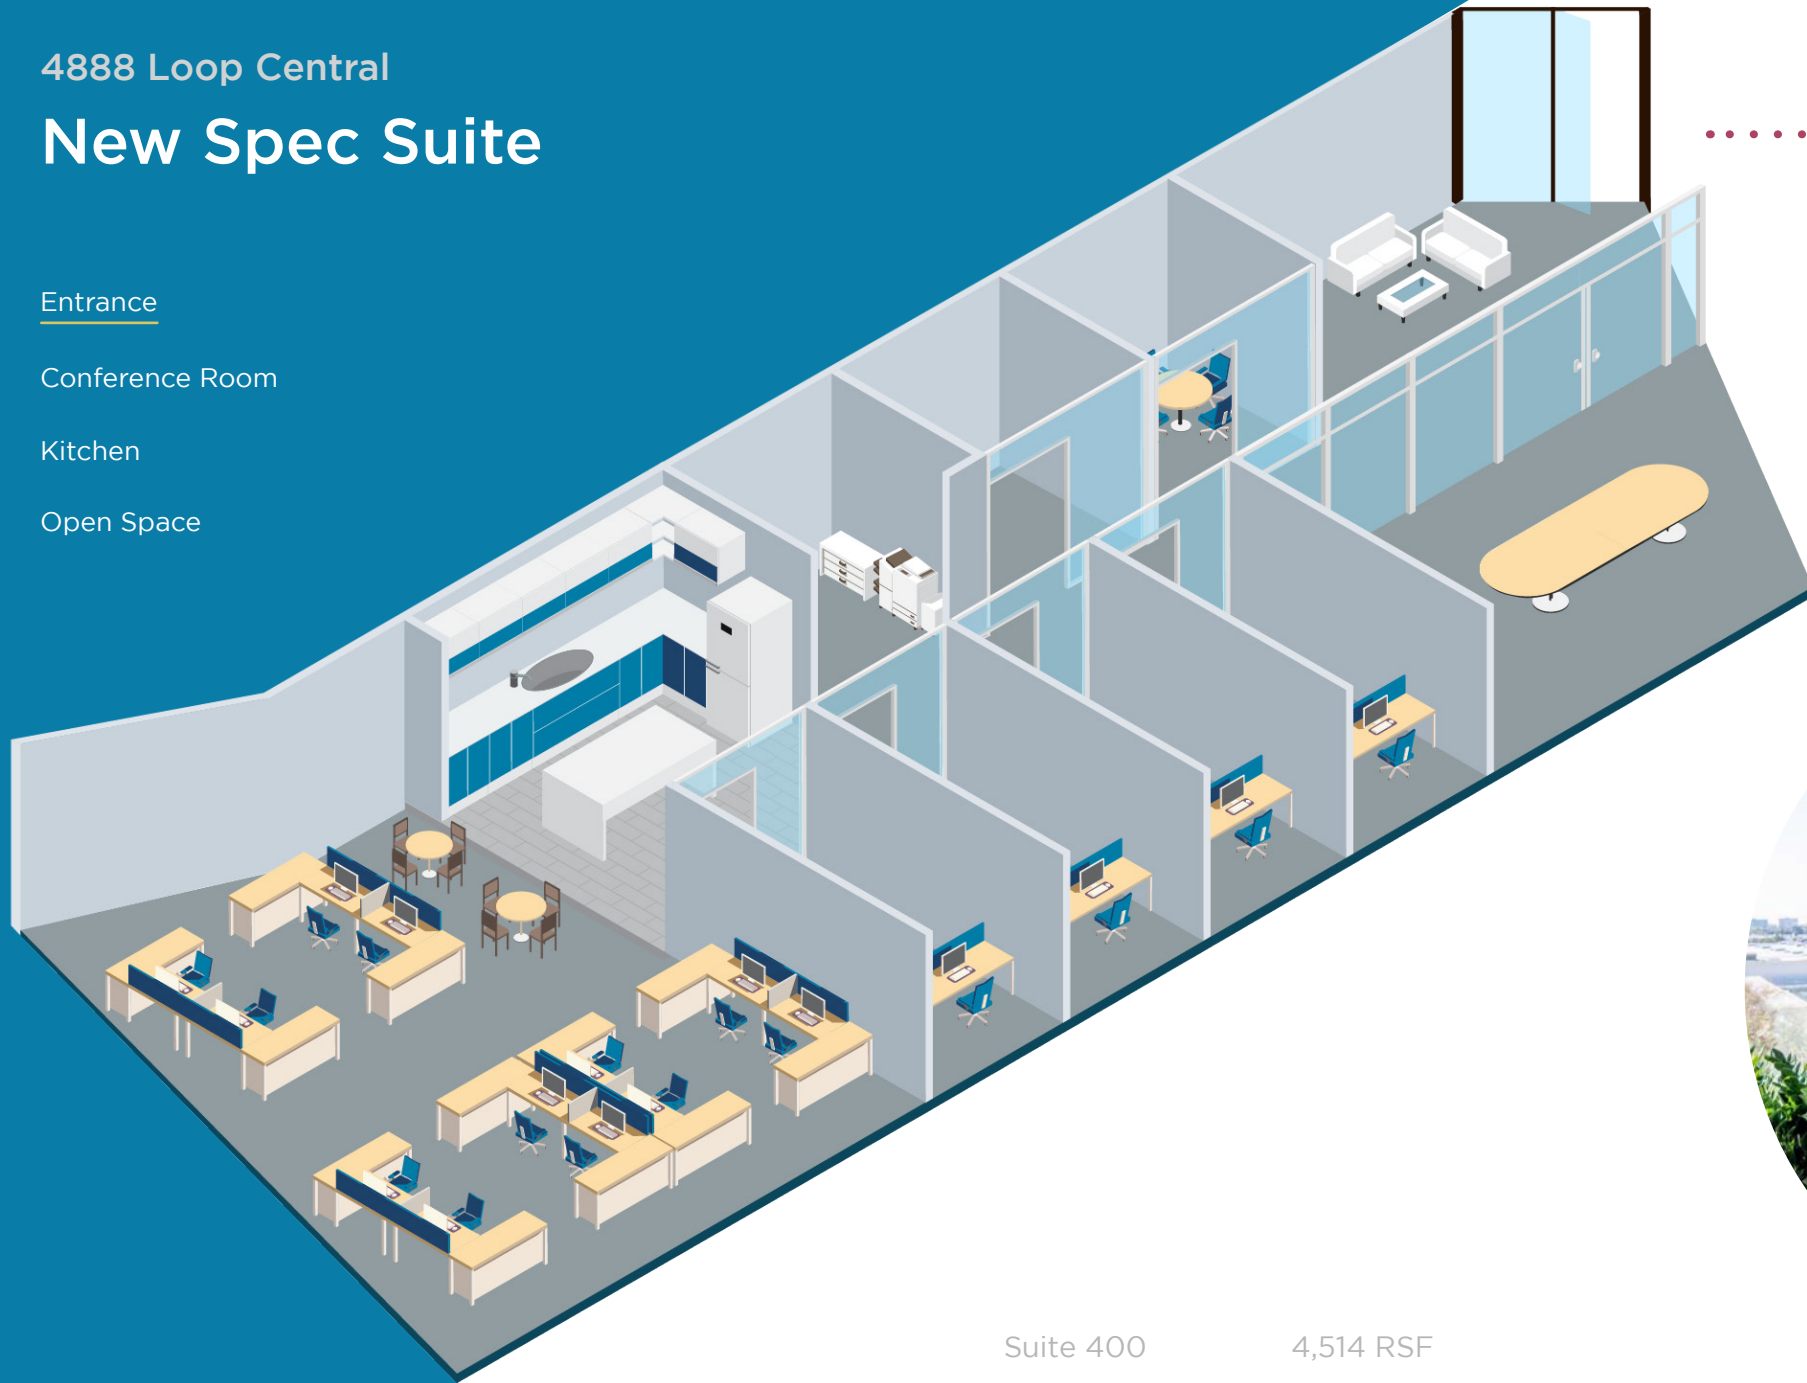 4888 Loop Central
New Spec Suite
Entrance
Conference Room
Kitchen
Open Space
Suite 400
4,514 RSF